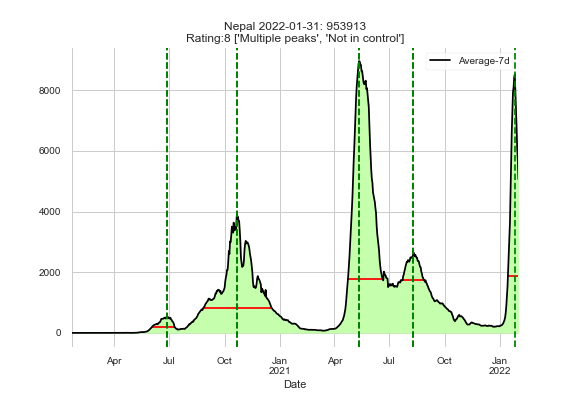 Nepal 2022-01-31: 953913
Rating:8 ['Multiple peaks', 'Not in control']
Average-7d
8000
6000
4000
2000
0
Apr
Jul
Oct
Jan
2021
Apr
Jul
Oct
Jan
2022
Date